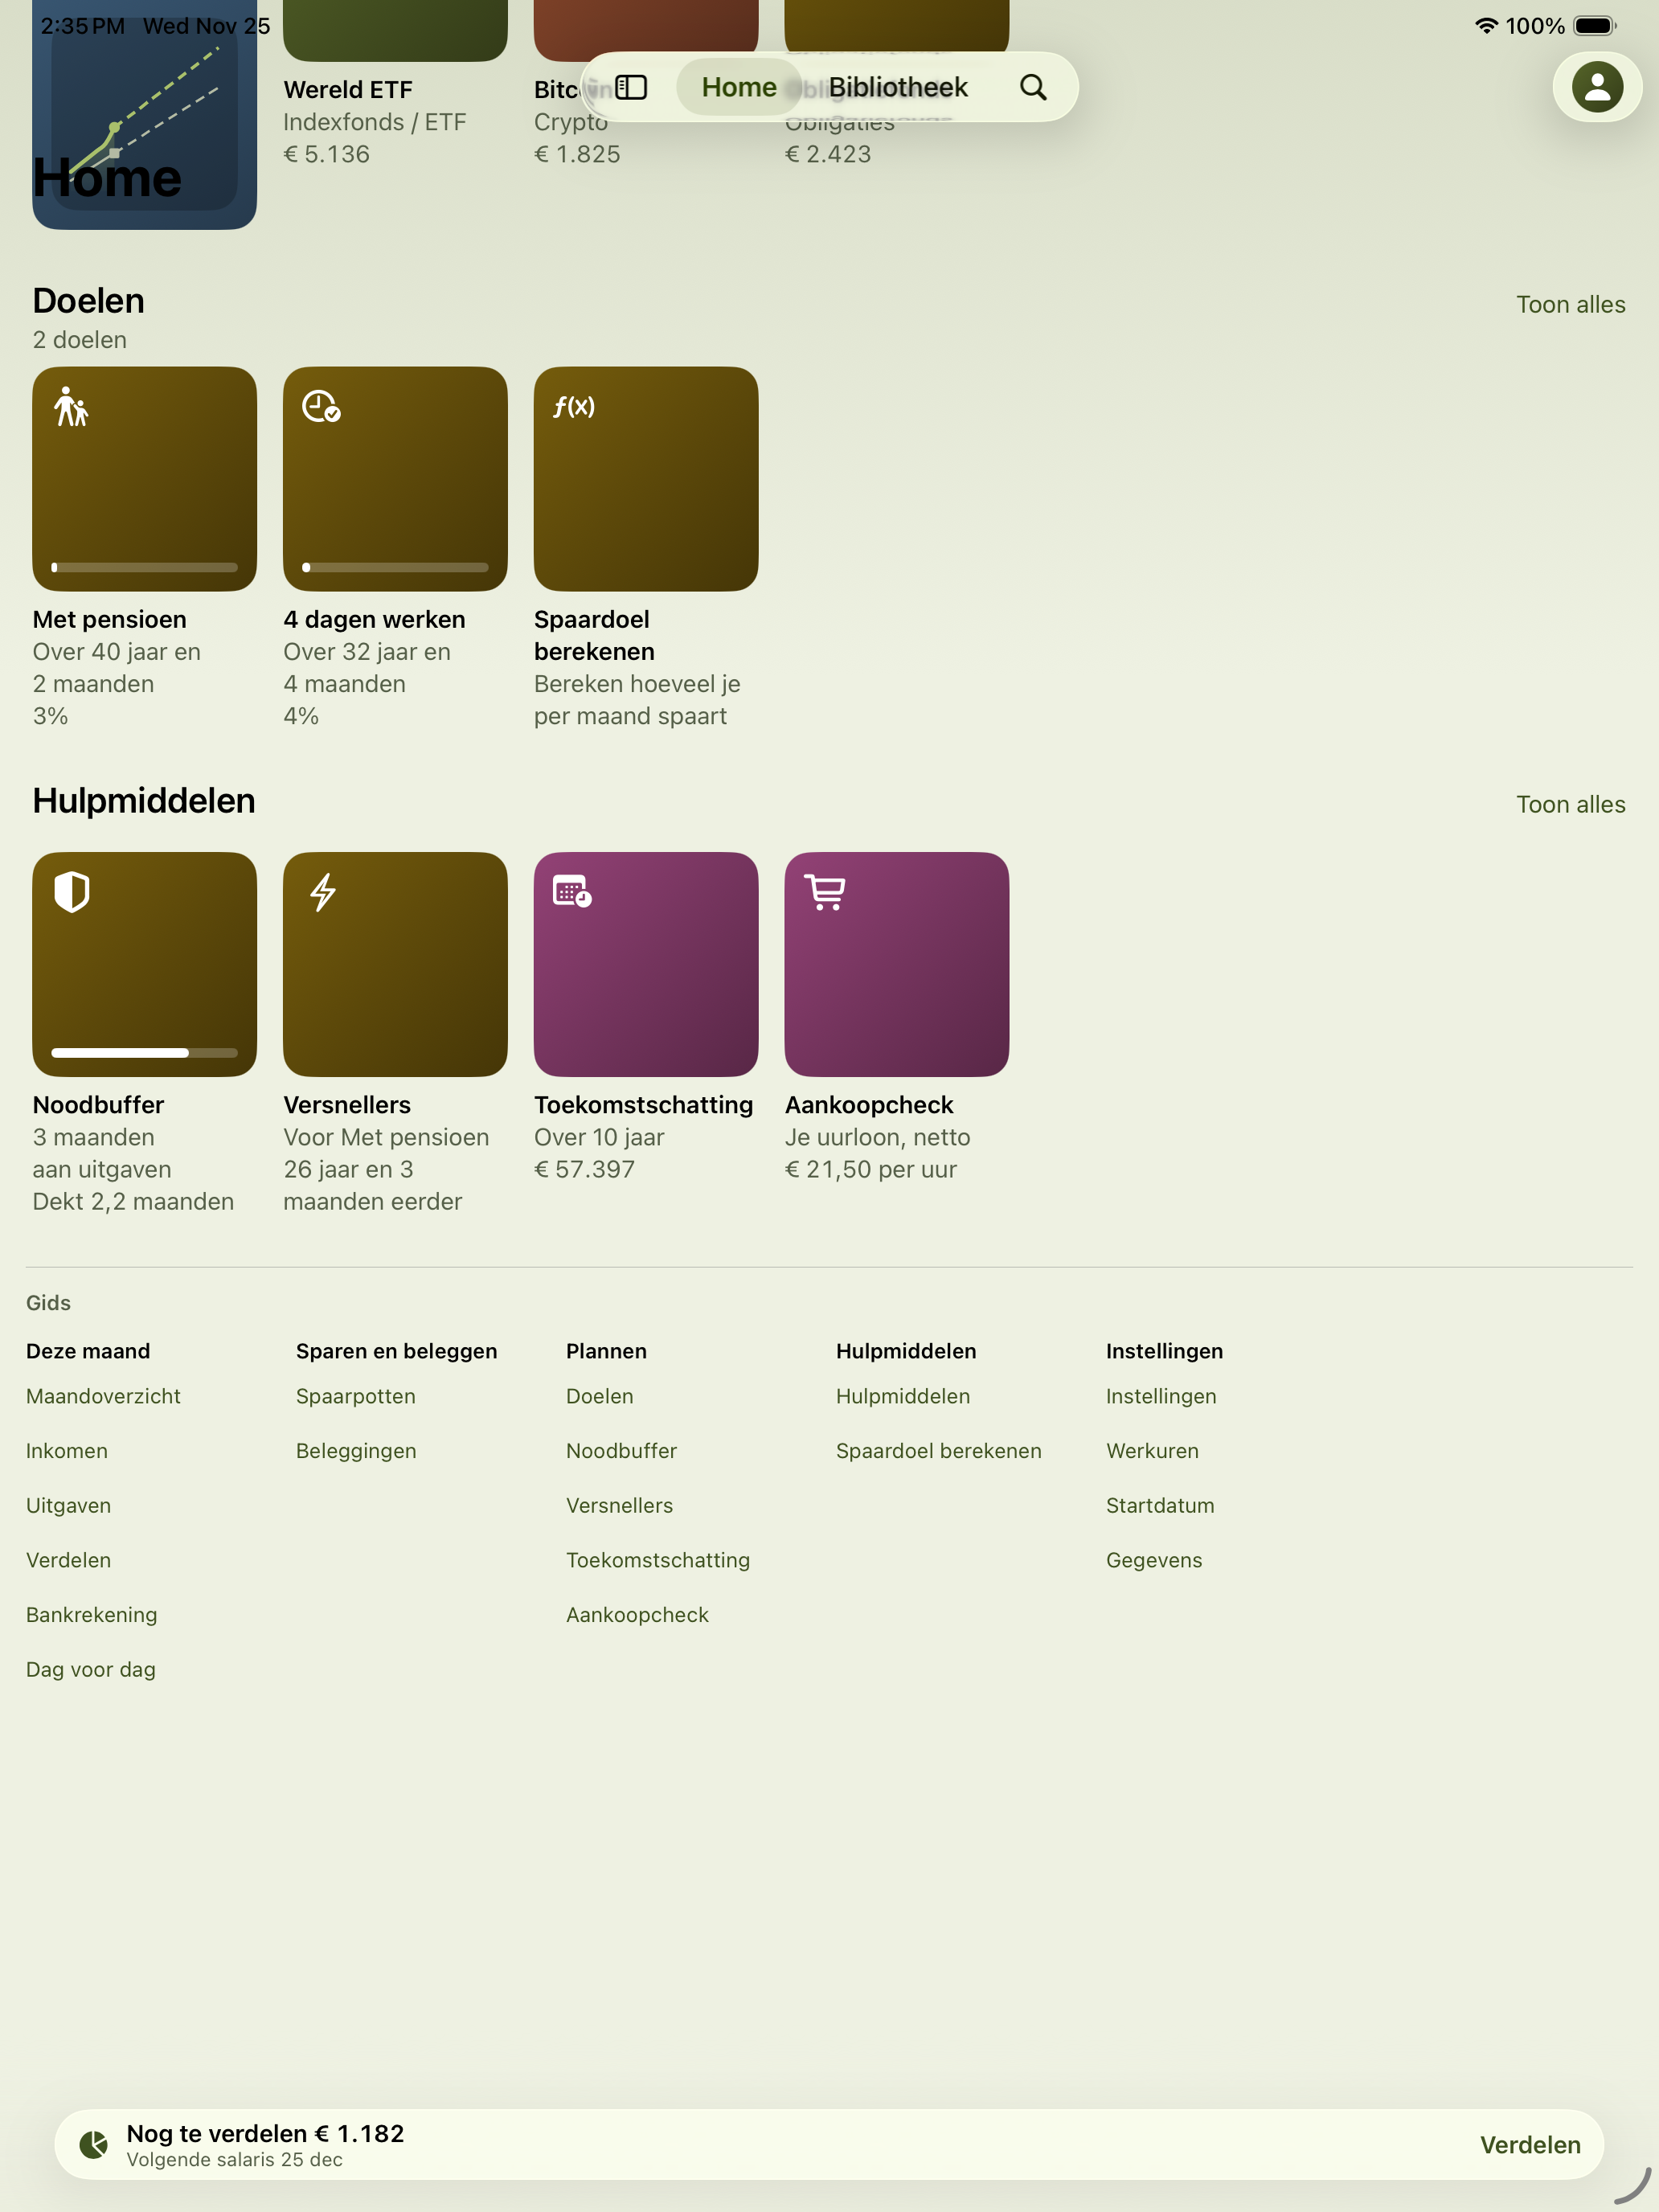 2:35 PM Wed Nov 25
100%
Home
Bibliotheek
Wereld ETF
Indexfonds / ETF
€ 5.136
Crypto
€ 1.825
Obligaties
€ 2.423
Home
Doelen
Toon alles
2 doelen
f(x)
Met pensioen
Over 40 jaar en
2 maanden
3%
4 dagen werken
Over 32 jaar en
4 maanden
4%
Spaardoel
berekenen
Bereken hoeveel je
per maand spaart
Hulpmiddelen
Toon alles
Noodbuffer
3 maanden
aan uitgaven
Dekt 2,2 maanden
Versnellers
Voor Met pensioen
26 jaar en 3
maanden eerder
Toekomstschatting
Over 10 jaar
€ 57.397
Aankoopcheck
Je uurloon, netto
€ 21,50 per uur
Gids
Deze maand
Maandoverzicht
Inkomen
Uitgaven
Verdelen
Bankrekening
Dag voor dag
Sparen en beleggen
Spaarpotten
Beleggingen
Plannen
Doelen
Noodbuffer
Versnellers
Toekomstschatting
Aankoopcheck
Hulpmiddelen
Hulpmiddelen
Spaardoel berekenen
Instellingen
Instellingen
Werkuren
Startdatum
Gegevens
Nog te verdelen € 1.182
Volgende salaris 25 dec
Verdelen